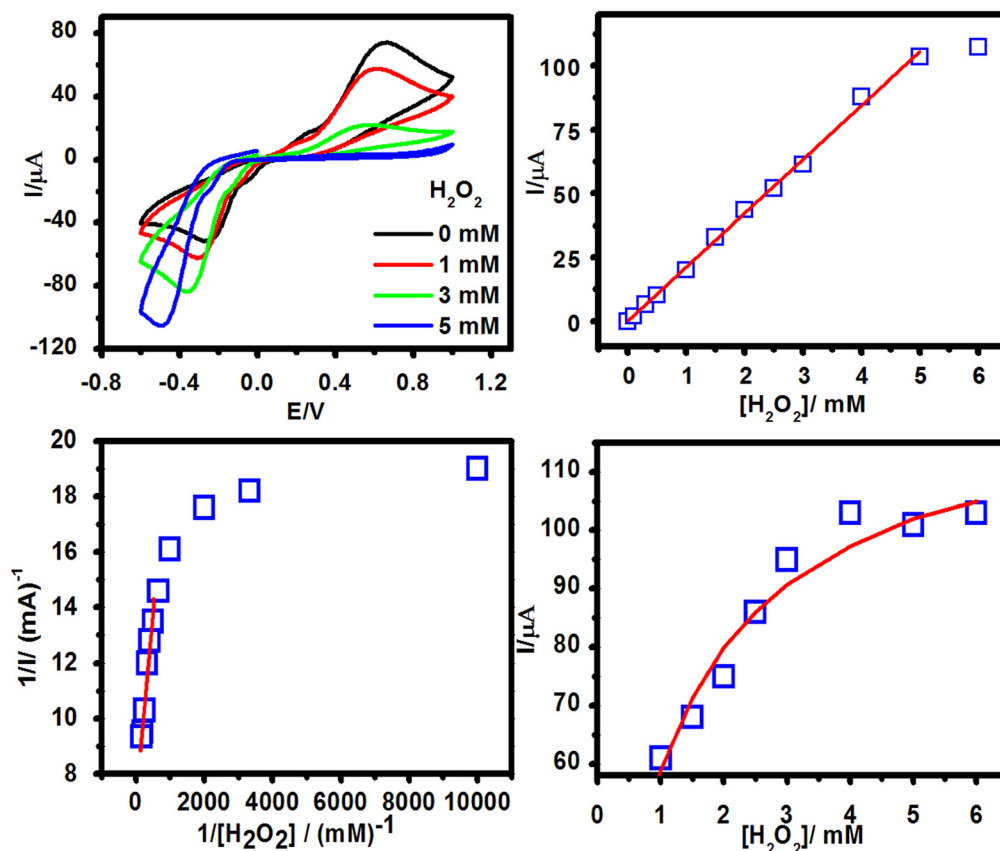 80
40
0
-40
-80
-120
I/μA
H₂O₂
0 mM
1 mM
3 mM
5 mM
-0.8 -0.4 0.0 0.4 0.8 1.2
E/V
100
75
50
25
0
I/μA
0 1 2 3 4 5 6
[H₂O₂]/ mM
20
18
16
14
12
10
8
1/I/ (mA)⁻¹
0 2000 4000 6000 8000 10000
1/[H₂O₂] / (mM)⁻¹
110
100
90
80
70
60
I/μA
0 1 2 3 4 5 6
[H₂O₂]/ mM